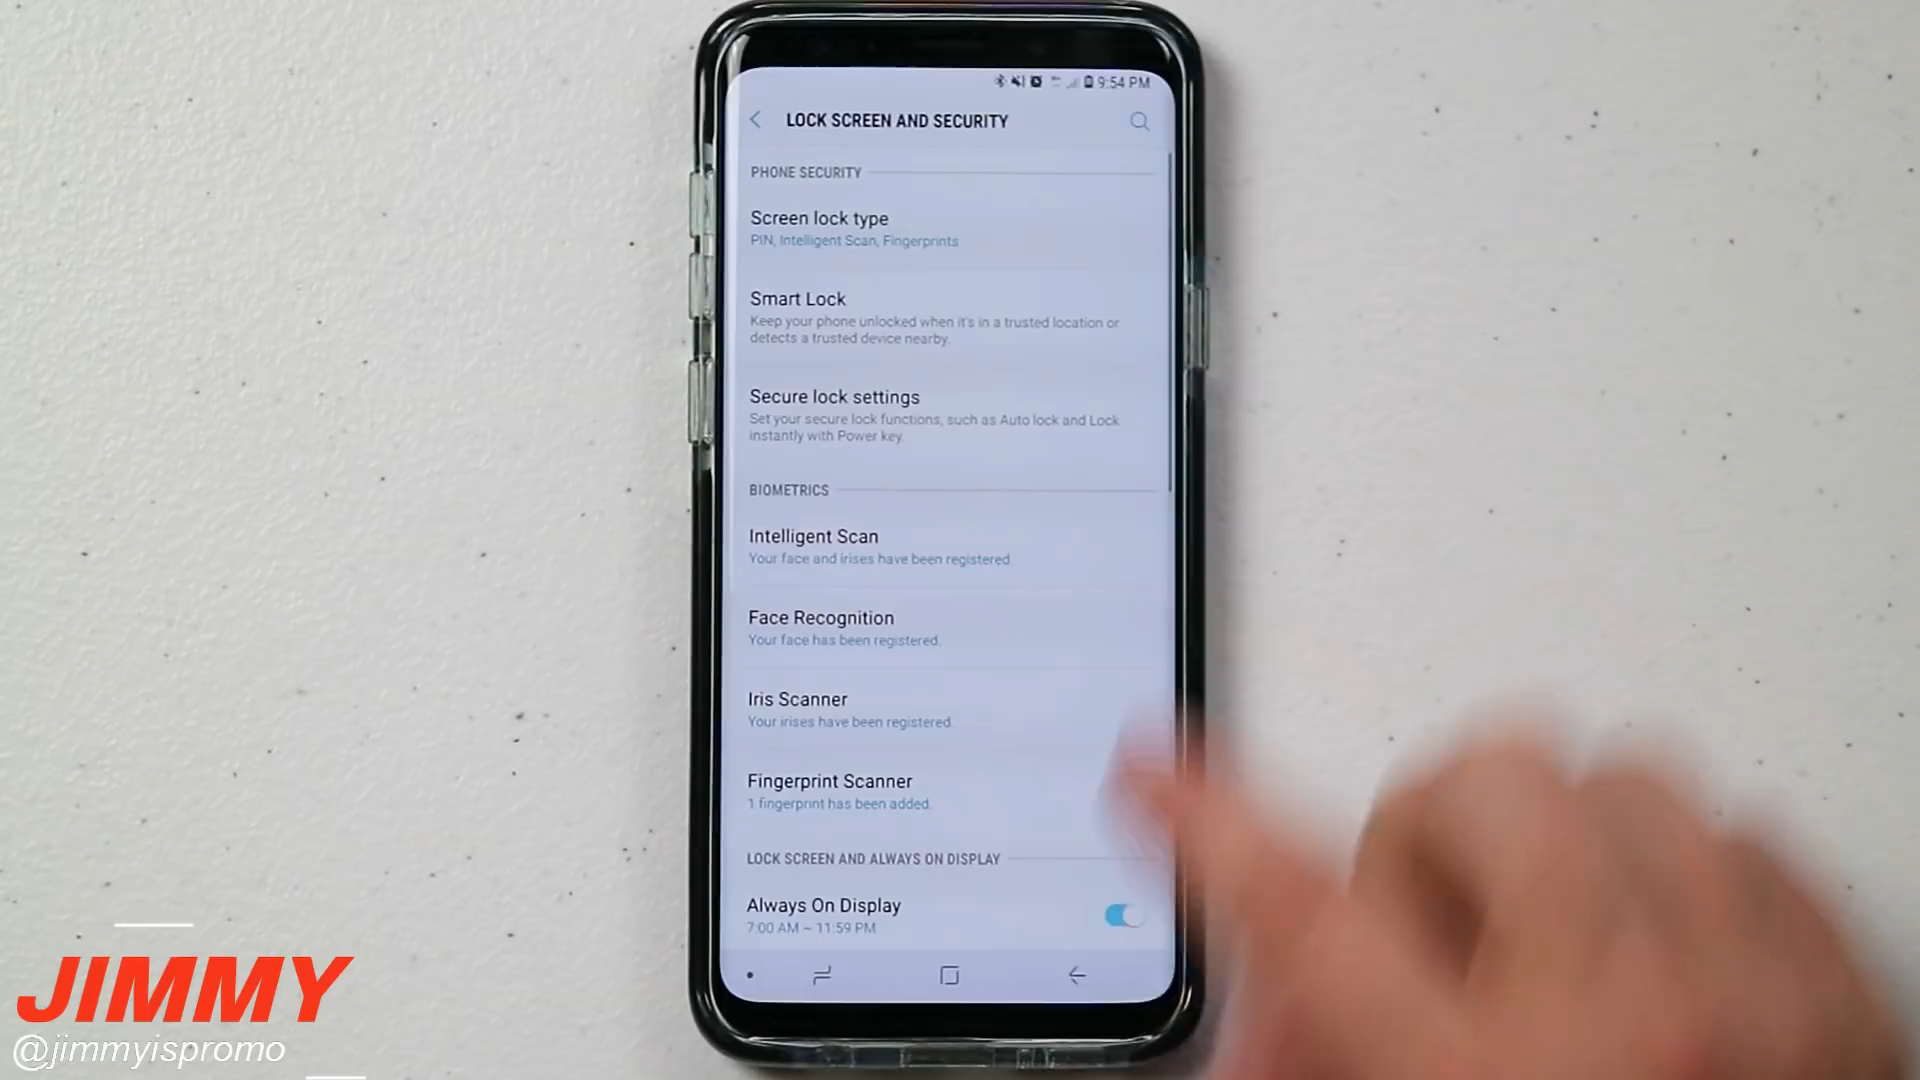 9:54 PM
LOCK SCREEN AND SECURITY
PHONE SECURITY
Screen lock type
PIN, Intelligent Scan, Fingerprints
Smart Lock
Keep your phone unlocked when it's in a trusted location or
detects a trusted device nearby.
Secure lock settings
Set your secure lock functions, such as Auto lock and Lock
instantly with Power key.
BIOMETRICS
Intelligent Scan
Your face and irises have been registered.
Face Recognition
Your face has been registered.
Iris Scanner
Your irises have been registered.
Fingerprint Scanner
1 fingerprint has been added.
LOCK SCREEN AND ALWAYS ON DISPLAY
Always On Display
7:00 AM ~ 11:59 PM
JIMMY
@jimmyispromo